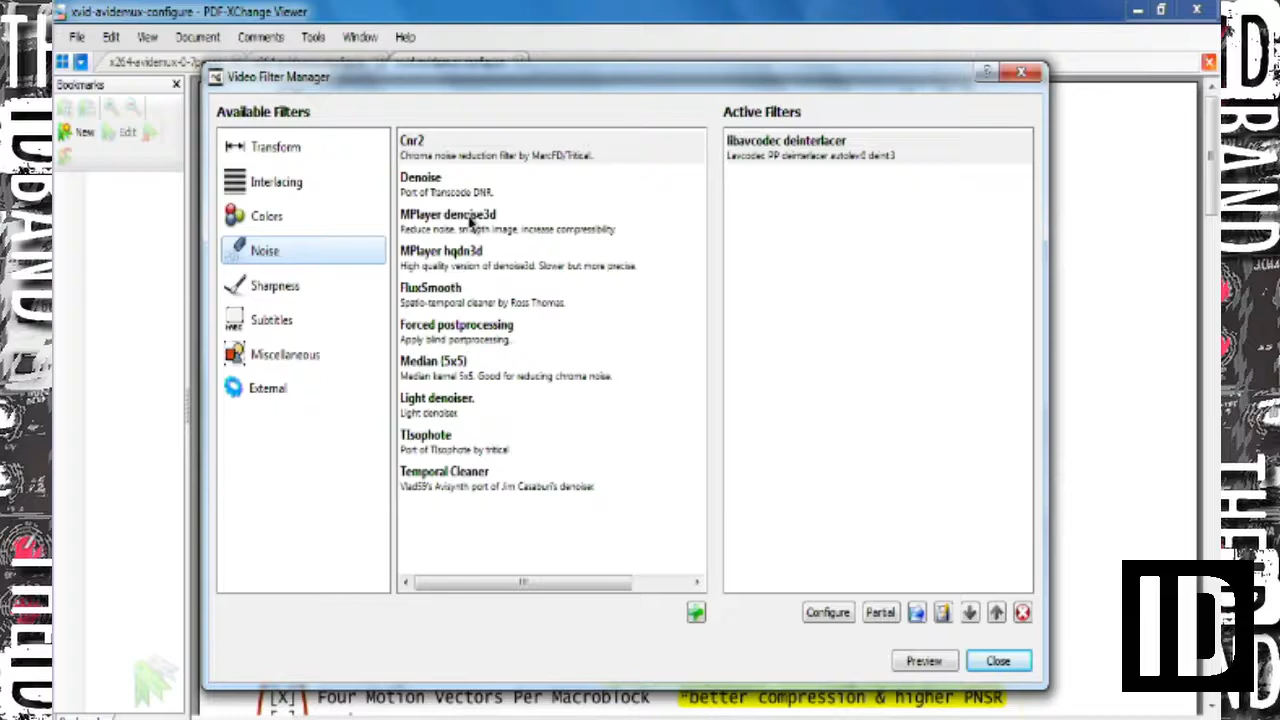 xvid-avidemux-configure - PDF-XChange Viewer
File Edit View Document Comments Tools Window Help
Bookmarks
New Edit
Video Filter Manager
Available Filters
Transform
Interlacing
Colors
Noise
Sharpness
Subtitles
Miscellaneous
External
Cnr2
Chroma noise reduction filter by MarcFD/Tritical.
Denoise
Port of Transcode DNR.
MPlayer denoise3d
Reduce noise, smooth image, increase compressibility.
MPlayer hqdn3d
High quality version of denoise3d. Slower but more precise.
FluxSmooth
Spatio-temporal cleaner by Ross Thomas.
Forced postprocessing
Apply blind postprocessing.
Median (5x5)
Median kernel 5x5. Good for reducing chroma noise.
Light denoiser.
Light denoiser.
TIsophote
Port of TIsophote by tritical
Temporal Cleaner
Vlad59's Avisynth port of Jim Casaburi's denoiser.
Active Filters
libavcodec deinterlacer
Lavcodec PP deinterlacer autolev:0 deint:3
Configure Partial
Preview Close
[X] Four Motion Vectors Per Macroblock *better compression & higher PNSR
ID